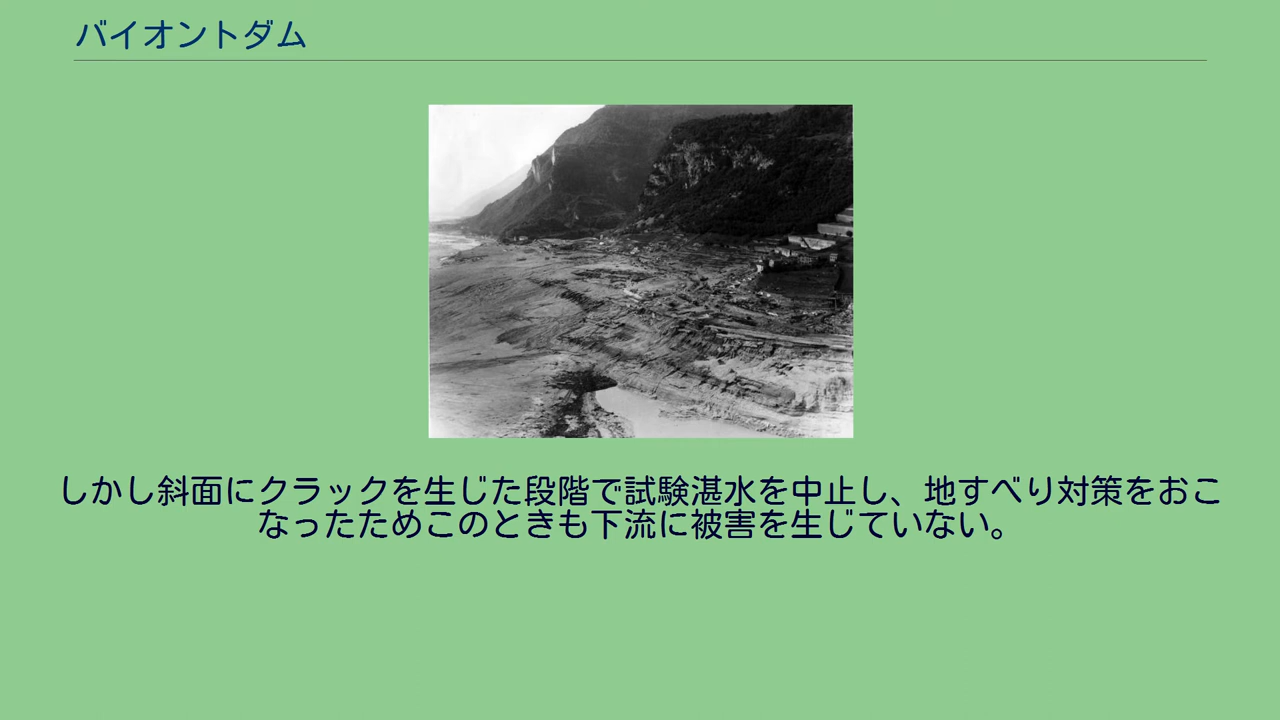 バイオントダム
しかし斜面にクラックを生じた段階で試験湛水を中止し、地すべり対策をおこ
なったためこのときも下流に被害を生じていない。